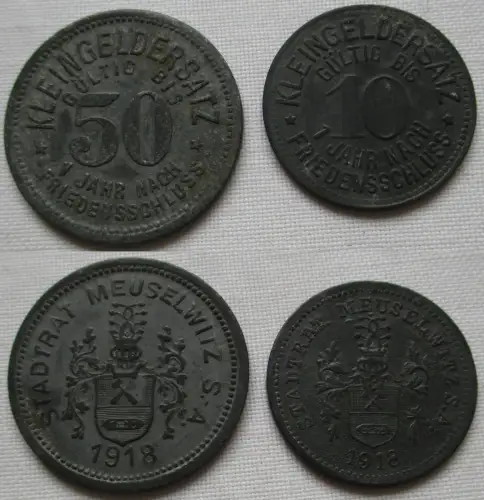 KLEINGELDERSATZ
GÜLTIG BIS
50
1 JAHR NACH
FRIEDENSSCHLUSS
KLEINGELDERSATZ
GÜLTIG BIS
10
1 JAHR NACH
FRIEDENSSCHLUSS
STADTRAT MEUSELWITZ S.A.
1918
STADTRAT MEUSELWITZ S.A.
1918